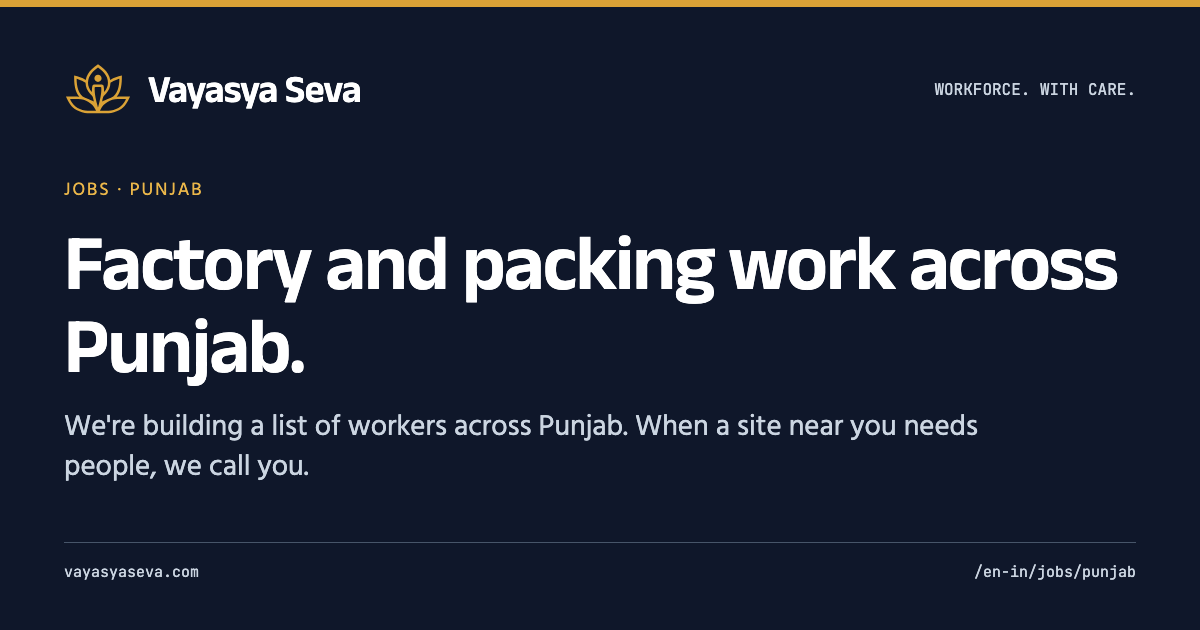 Vayasya Seva
WORKFORCE. WITH CARE.
JOBS · PUNJAB
Factory and packing work across
Punjab.
We're building a list of workers across Punjab. When a site near you needs
people, we call you.
vayasyaseva.com
/en-in/jobs/punjab